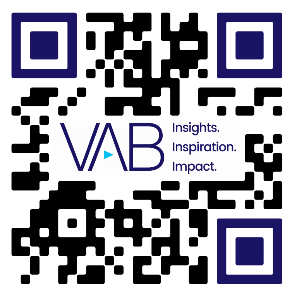 VAB
Insights.
Inspiration.
Impact.